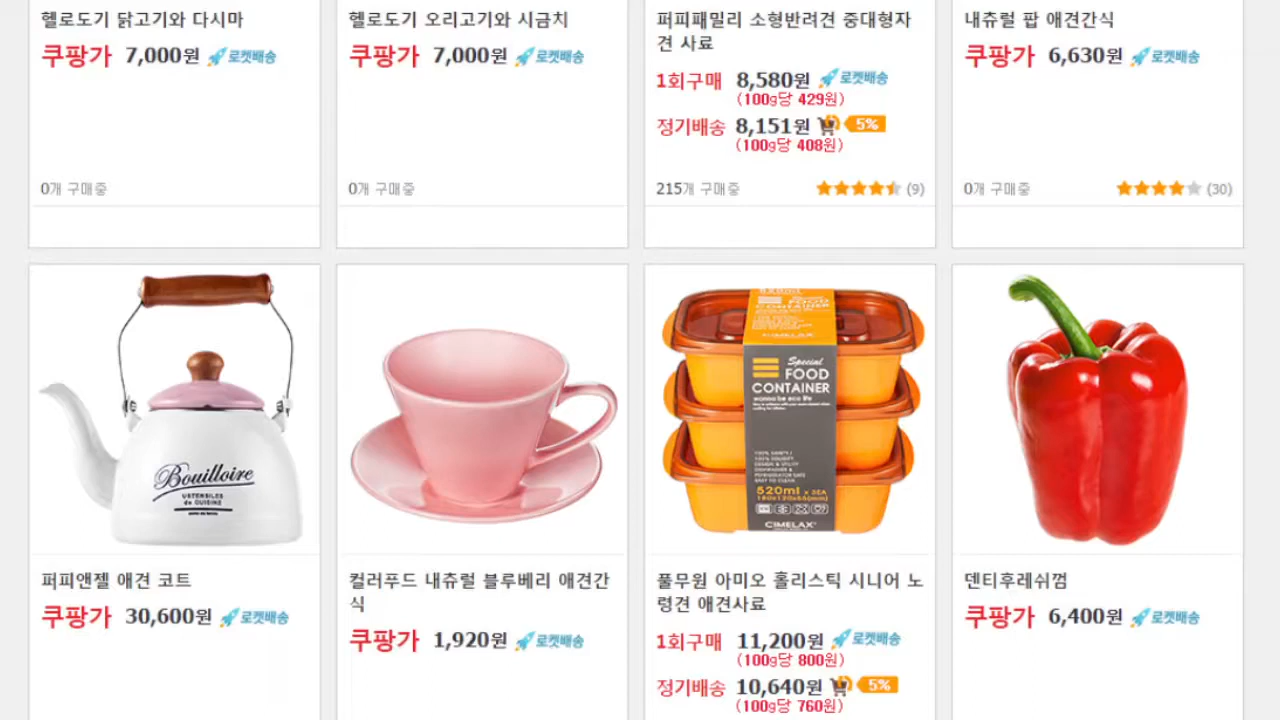 헬로도기 닭고기와 다시마
쿠팡가 7,000원 로켓배송
0개 구매중
헬로도기 오리고기와 시금치
쿠팡가 7,000원 로켓배송
0개 구매중
퍼피패밀리 소형반려견 중대형자
견 사료
1회구매 8,580원 로켓배송
(100g당 429원)
정기배송 8,151원 5%
(100g당 408원)
215개 구매중 (9)
내츄럴 팝 애견간식
쿠팡가 6,630원 로켓배송
0개 구매중 (30)
Bouilloire
USTENSILES
de CUISINE
퍼피앤젤 애견 코트
쿠팡가 30,600원 로켓배송
컬러푸드 내츄럴 블루베리 애견간
식
쿠팡가 1,920원 로켓배송
520ml
FOOD
CONTAINER
CIMELAX
Special
FOOD
CONTAINER
wanna be eco life
520ml x 3EA
CIMELAX
풀무원 아미오 홀리스틱 시니어 노
령견 애견사료
1회구매 11,200원 로켓배송
(100g당 800원)
정기배송 10,640원 5%
(100g당 760원)
덴티후레쉬껌
쿠팡가 6,400원 로켓배송